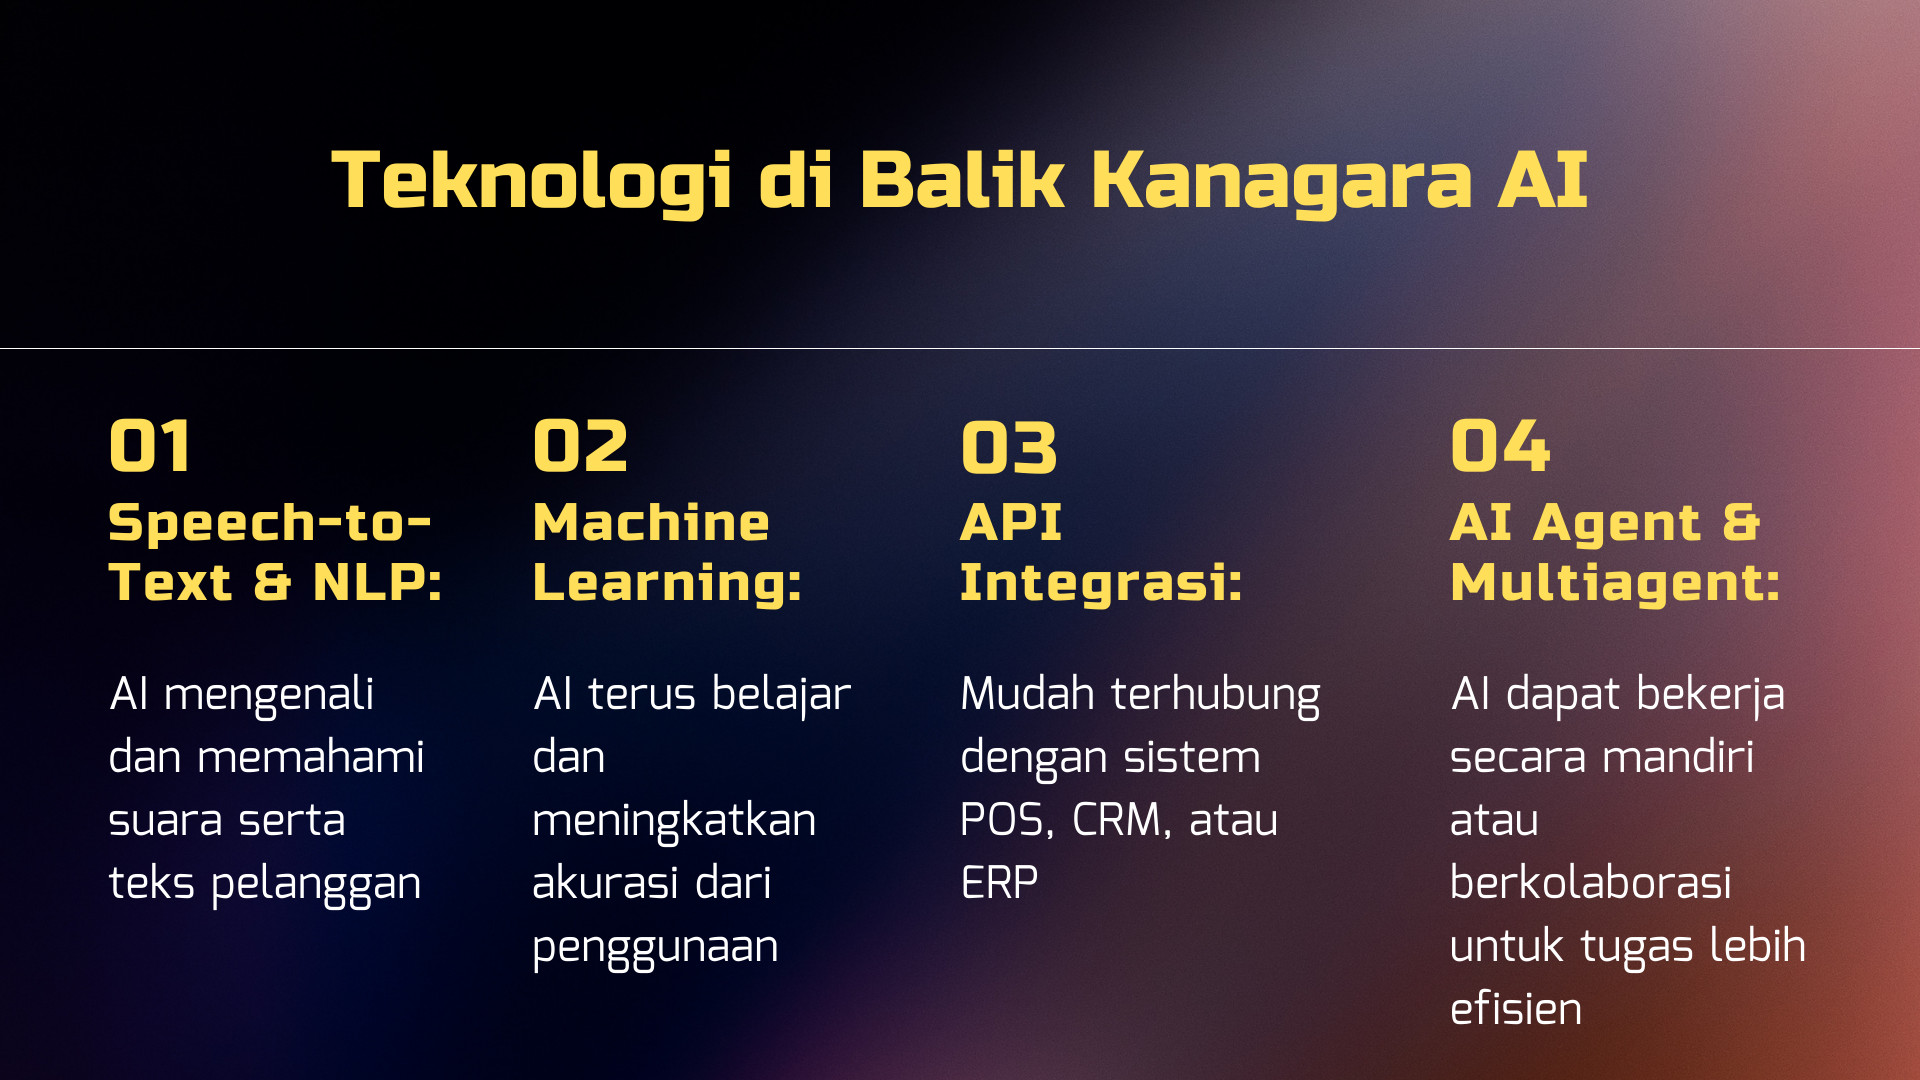 Teknologi di Balik Kanagara AI
01
Speech-to-
Text & NLP:
AI mengenali
dan memahami
suara serta
teks pelanggan
02
Machine
Learning:
AI terus belajar
dan
meningkatkan
akurasi dari
penggunaan
03
API
Integrasi:
Mudah terhubung
dengan sistem
POS, CRM, atau
ERP
04
AI Agent &
Multiagent:
AI dapat bekerja
secara mandiri
atau
berkolaborasi
untuk tugas lebih
efisien